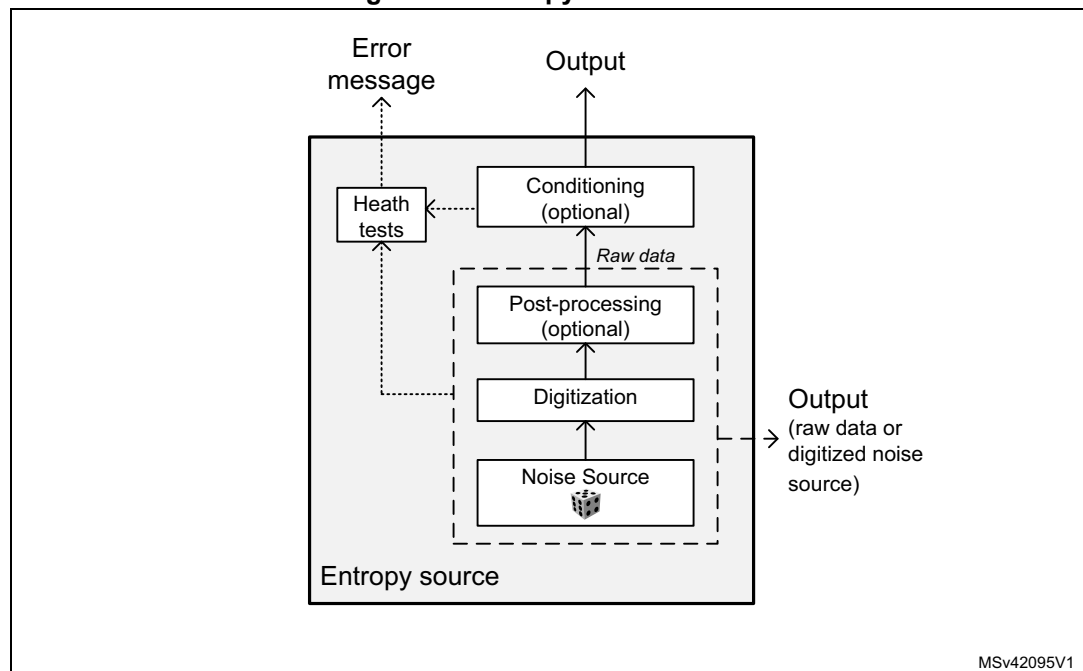 Error
message
Output
Conditioning
(optional)
Heath
tests
Raw data
Post-processing
(optional)
Digitization
Output
(raw data or
digitized noise
source)
Noise Source
Entropy source
MSv42095V1